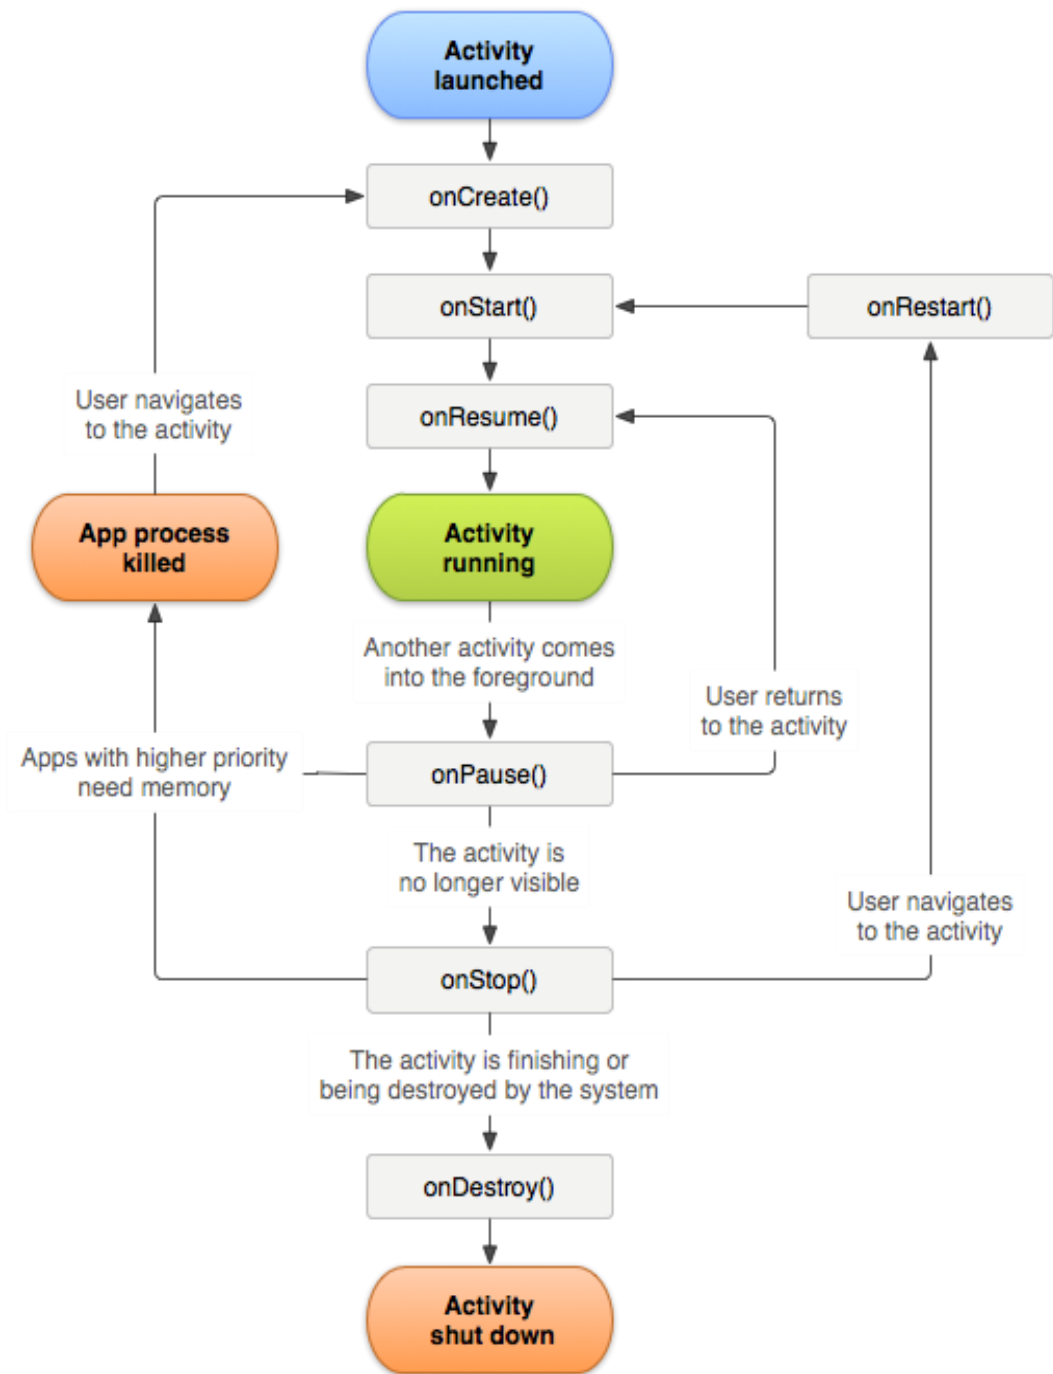 Activity
launched
onCreate()
onStart()
onRestart()
User navigates
to the activity
onResume()
App process
killed
Activity
running
Another activity comes
into the foreground
User returns
to the activity
Apps with higher priority
need memory
onPause()
The activity is
no longer visible
User navigates
to the activity
onStop()
The activity is finishing or
being destroyed by the system
onDestroy()
Activity
shut down